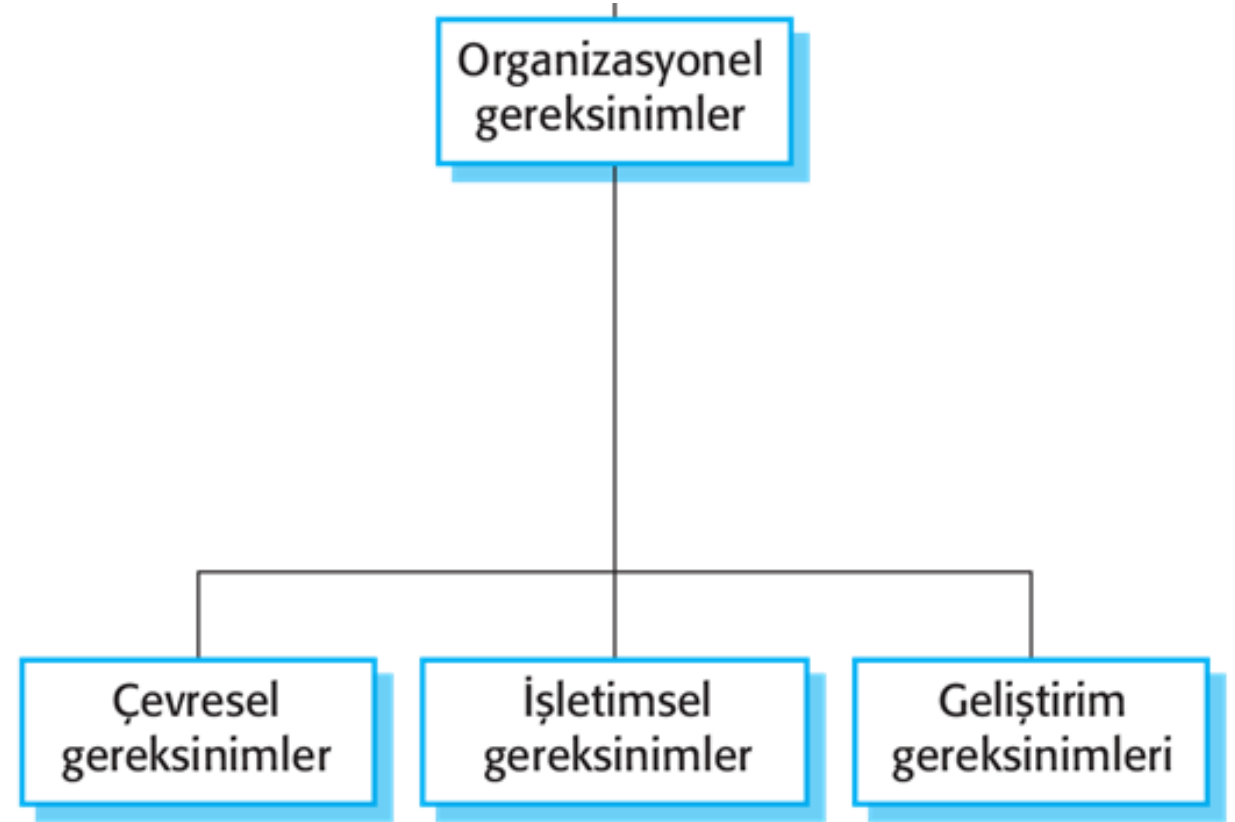 Organizasyonel
gereksinimler
Çevresel
gereksinimler
İşletimsel
gereksinimler
Geliştirim
gereksinimleri